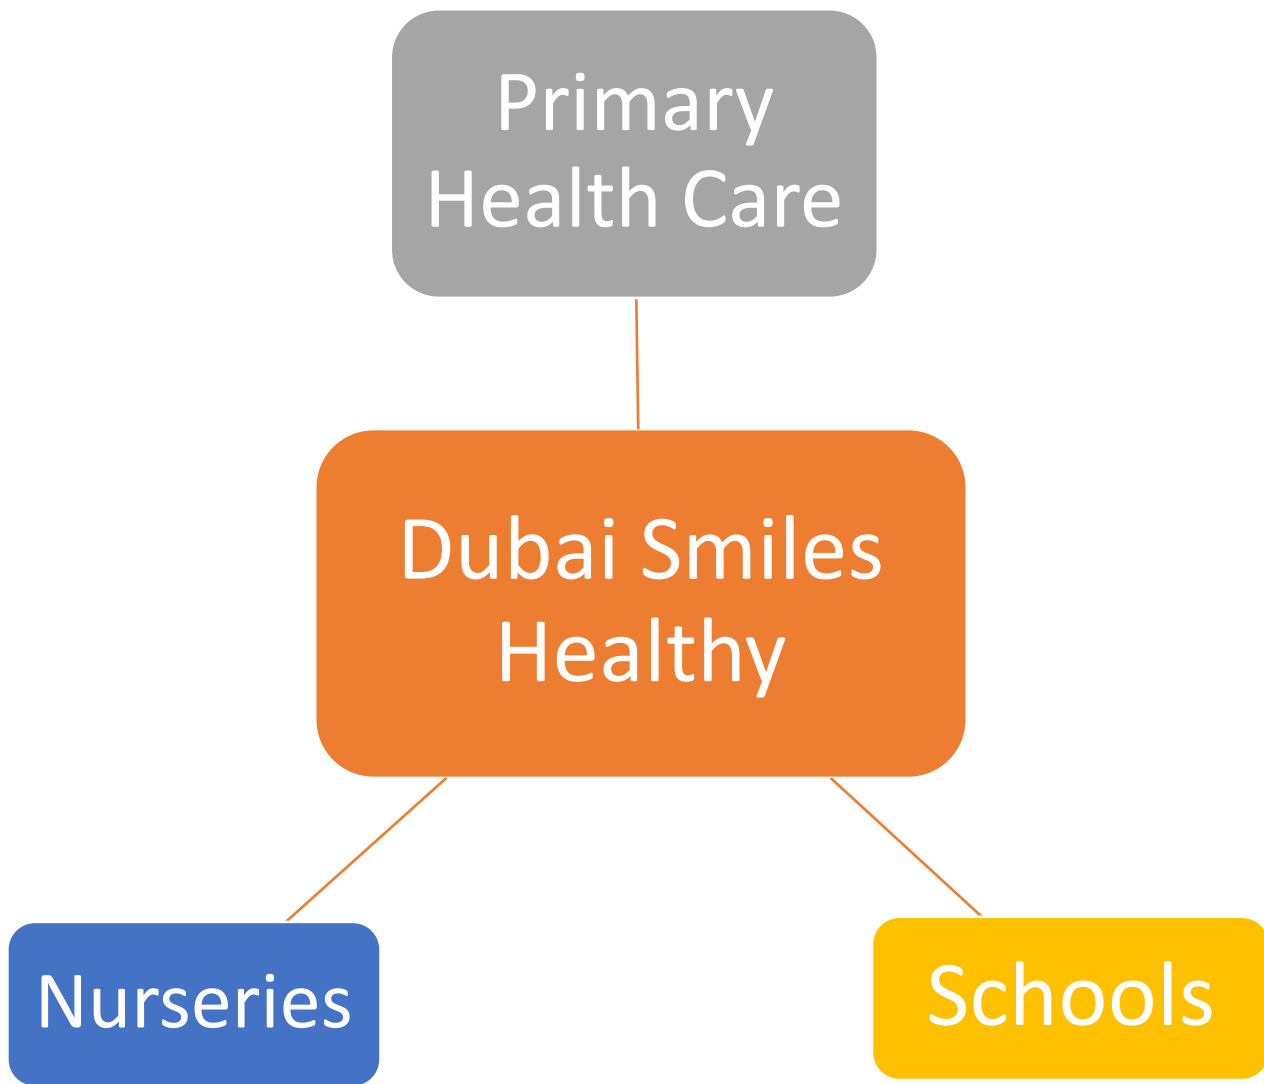 Primary
Health Care
Dubai Smiles
Healthy
Nurseries
Schools